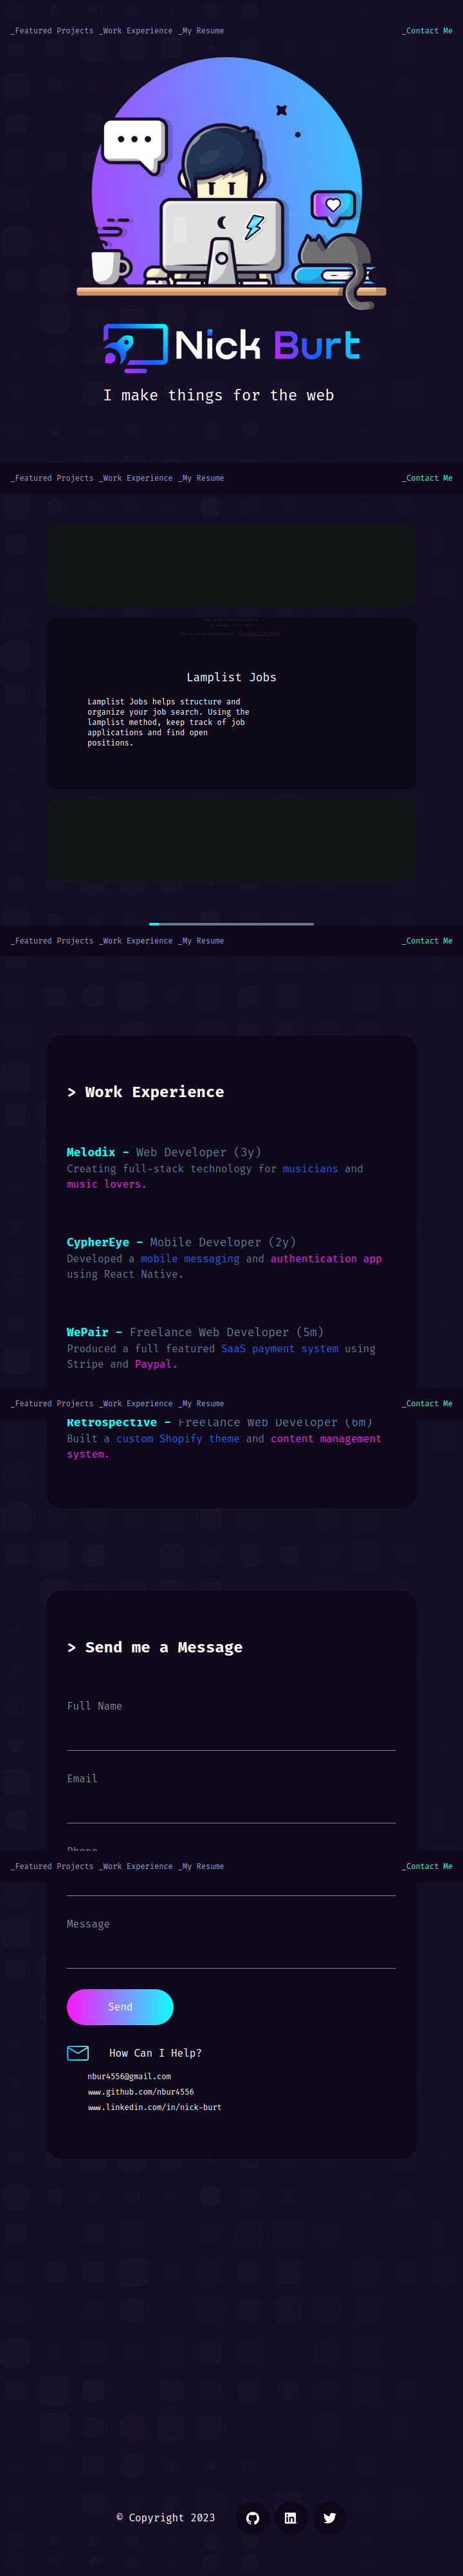 _Featured Projects _Work Experience _My Resume _Contact Me
Nick Burt
I make things for the web
_Featured Projects _Work Experience _My Resume _Contact Me
Lamplist Jobs
Lamplist Jobs helps structure and
organize your job search. Using the
lamplist method, keep track of job
applications and find open
positions.
_Featured Projects _Work Experience _My Resume _Contact Me
> Work Experience
Melodix - Web Developer (3y)
Creating full-stack technology for musicians and
music lovers.
CypherEye - Mobile Developer (2y)
Developed a mobile messaging and authentication app
using React Native.
WePair - Freelance Web Developer (5m)
Produced a full featured SaaS payment system using
Stripe and Paypal.
_Featured Projects _Work Experience _My Resume _Contact Me
Retrospective - Freelance Web Developer (6m)
Built a custom Shopify theme and content management
system.
> Send me a Message
Full Name
Email
Phone
_Featured Projects _Work Experience _My Resume _Contact Me
Message
Send
How Can I Help?
nbur4556@gmail.com
www.github.com/nbur4556
www.linkedin.com/in/nick-burt
© Copyright 2023